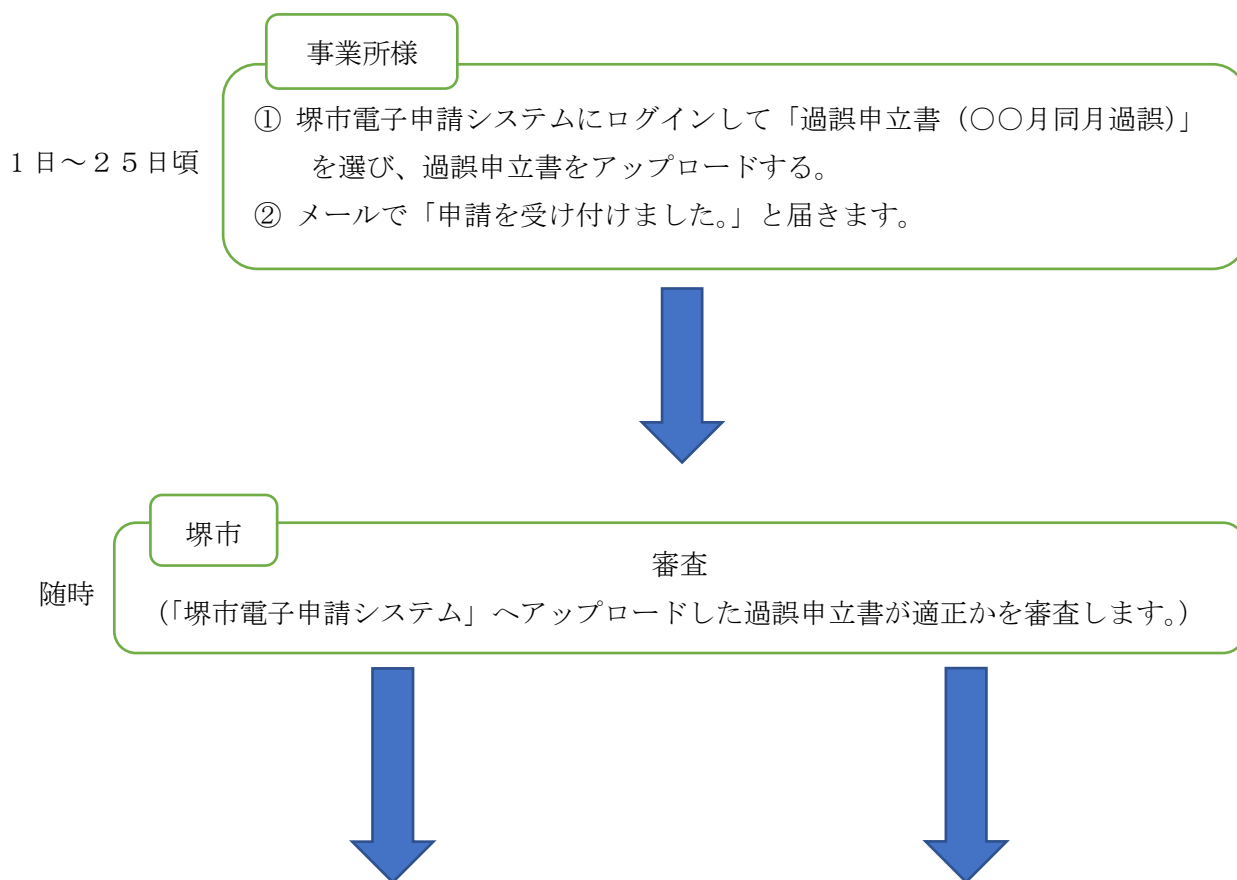 事業所様
① 堺市電子申請システムにログインして「過誤申立書（〇〇月同月過誤）」
を選び、過誤申立書をアップロードする。
② メールで「申請を受け付けました。」と届きます。
１日～２５日頃
堺市
審査
随時
（「堺市電子申請システム」へアップロードした過誤申立書が適正かを審査します。）